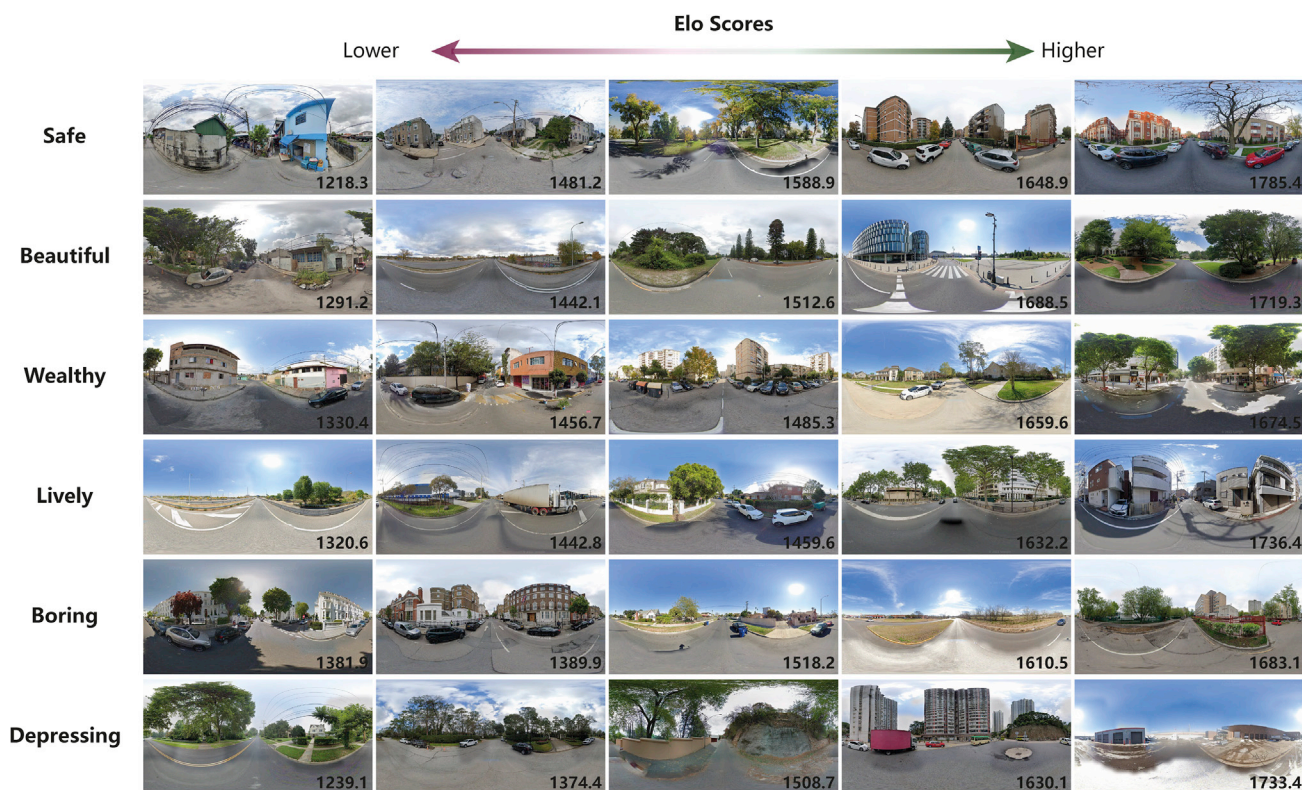 Elo Scores
Lower Higher
Safe 1218.3 1481.2 1588.9 1648.9 1785.4
Beautiful 1291.2 1442.1 1512.6 1688.5 1719.3
Wealthy 1330.4 1456.7 1485.3 1659.6 1674.5
Lively 1320.6 1442.8 1459.6 1632.2 1736.4
Boring 1381.9 1389.9 1518.2 1610.5 1683.1
Depressing 1239.1 1374.4 1508.7 1630.1 1733.4